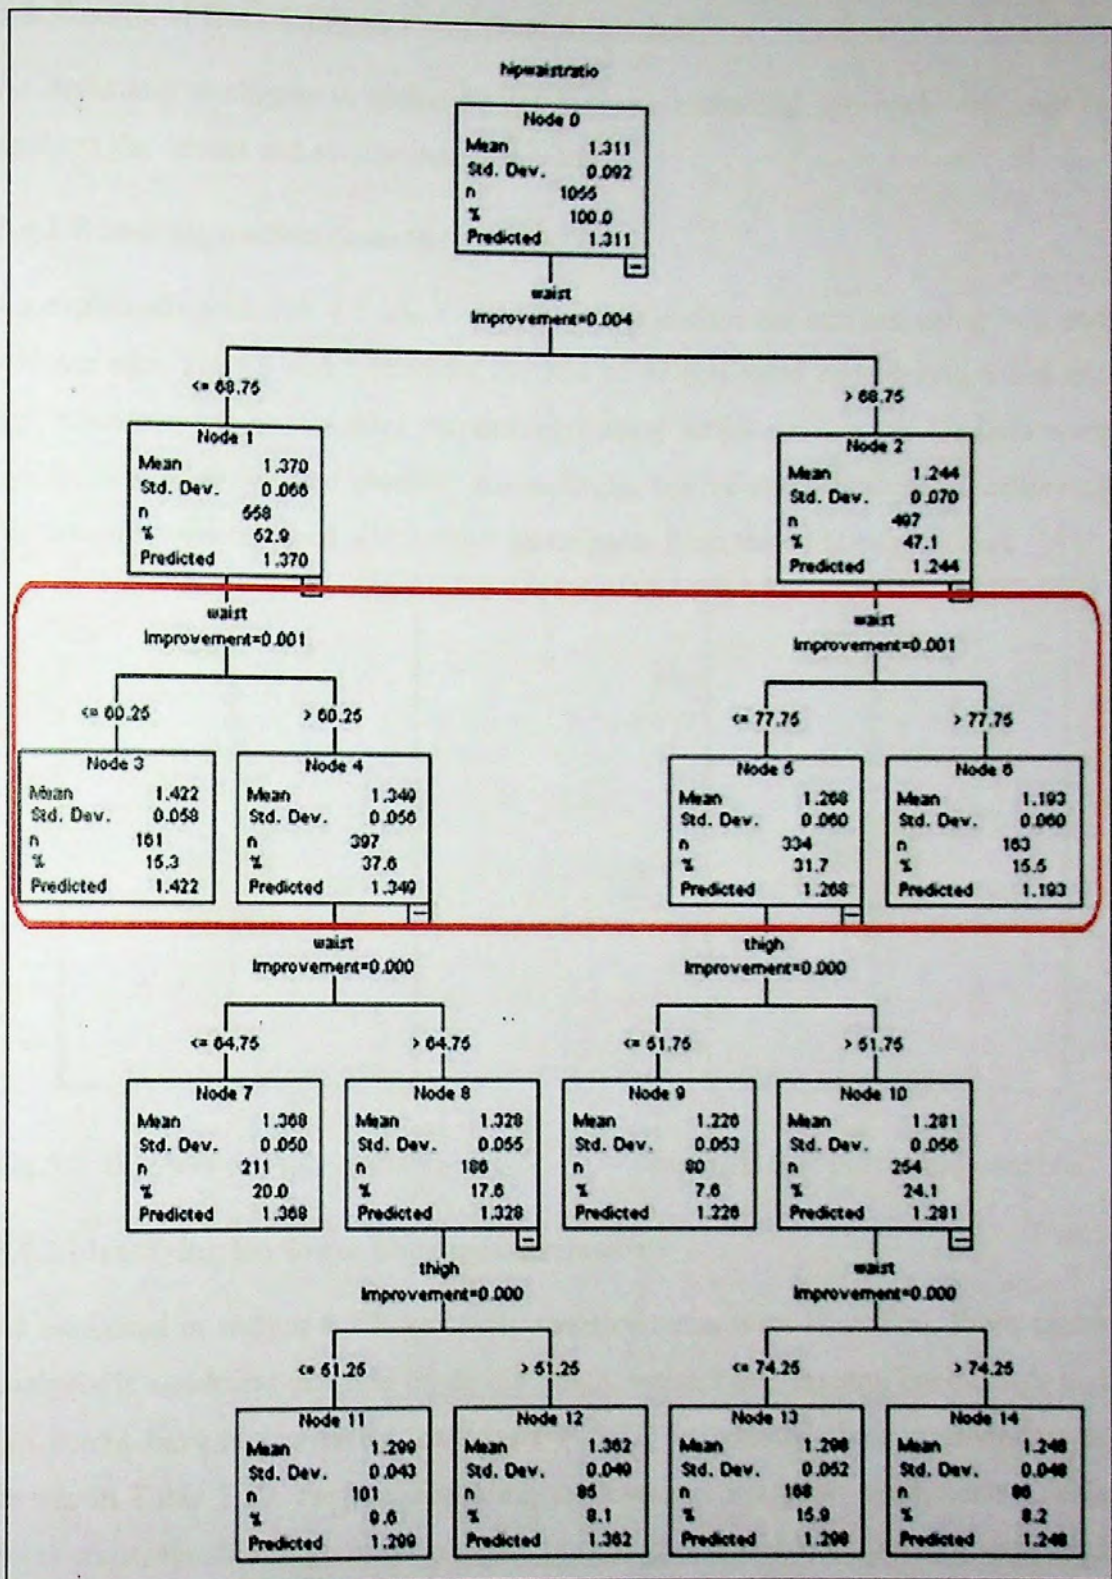 hipwaistratio
Node 0
Mean 1.311
Std. Dev. 0.092
n 1055
% 100.0
Predicted 1.311
waist
Improvement=0.004
<= 68.75
> 68.75
Node 1
Mean 1.370
Std. Dev. 0.066
n 558
% 52.9
Predicted 1.370
Node 2
Mean 1.244
Std. Dev. 0.070
n 497
% 47.1
Predicted 1.244
waist
Improvement=0.001
waist
Improvement=0.001
<= 60.25
> 60.25
<= 77.75
> 77.75
Node 3
Mean 1.422
Std. Dev. 0.058
n 161
% 15.3
Predicted 1.422
Node 4
Mean 1.349
Std. Dev. 0.056
n 397
% 37.6
Predicted 1.349
Node 5
Mean 1.268
Std. Dev. 0.060
n 334
% 31.7
Predicted 1.268
Node 6
Mean 1.193
Std. Dev. 0.060
n 163
% 15.5
Predicted 1.193
waist
Improvement=0.000
thigh
Improvement=0.000
<= 64.75
> 64.75
<= 51.75
> 51.75
Node 7
Mean 1.368
Std. Dev. 0.050
n 211
% 20.0
Predicted 1.368
Node 8
Mean 1.328
Std. Dev. 0.055
n 186
% 17.6
Predicted 1.328
Node 9
Mean 1.226
Std. Dev. 0.053
n 80
% 7.6
Predicted 1.226
Node 10
Mean 1.281
Std. Dev. 0.056
n 254
% 24.1
Predicted 1.281
thigh
Improvement=0.000
waist
Improvement=0.000
<= 51.25
> 51.25
<= 74.25
> 74.25
Node 11
Mean 1.299
Std. Dev. 0.043
n 101
% 9.6
Predicted 1.299
Node 12
Mean 1.362
Std. Dev. 0.049
n 85
% 8.1
Predicted 1.362
Node 13
Mean 1.298
Std. Dev. 0.052
n 168
% 15.9
Predicted 1.298
Node 14
Mean 1.248
Std. Dev. 0.048
n 86
% 8.2
Predicted 1.248